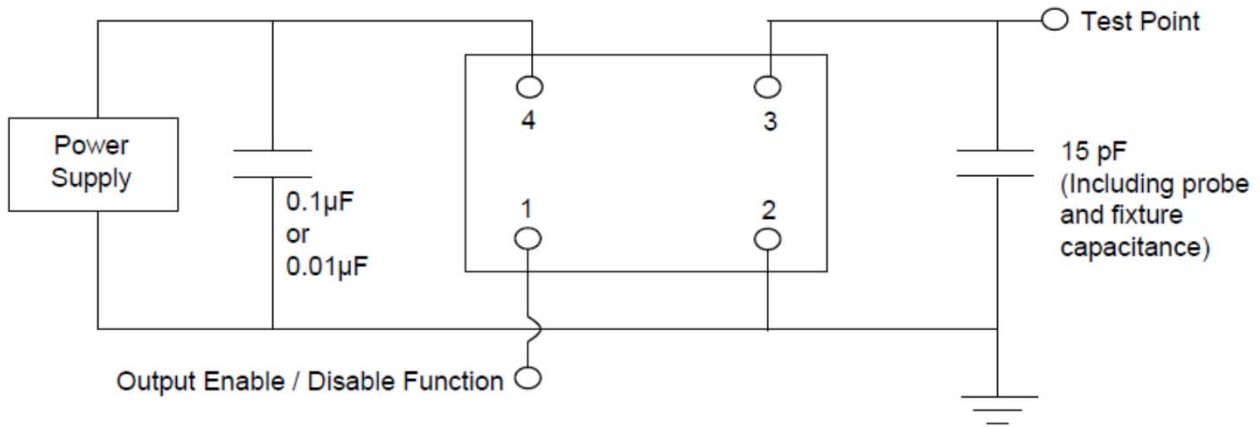 Test Point
4
3
Power
Supply
15 pF
(Including probe
and fixture
capacitance)
0.1µF
or
0.01µF
1
2
Output Enable / Disable Function